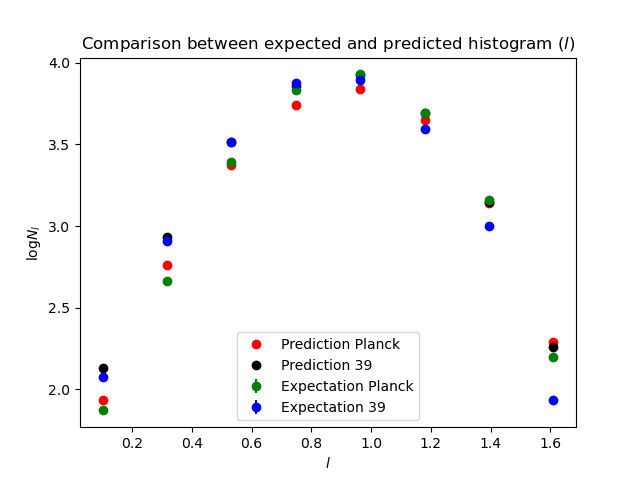 Comparison between expected and predicted histogram (l)
4.0
3.5
3.0
2.5
2.0
logN_l
0.2 0.4 0.6 0.8 1.0 1.2 1.4 1.6
l
Prediction Planck
Prediction 39
Expectation Planck
Expectation 39